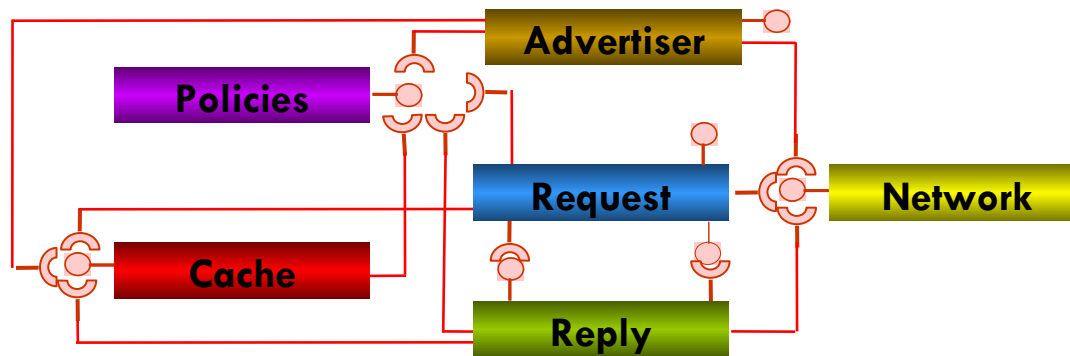 Advertiser
Policies
Request
Network
Cache
Reply